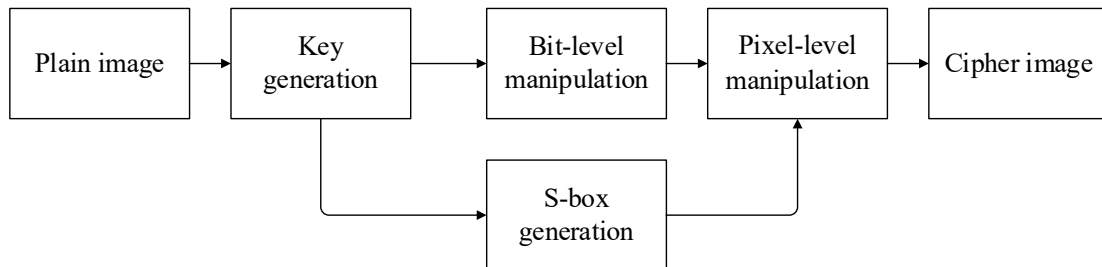 Plain image
Key
generation
Bit-level
manipulation
Pixel-level
manipulation
Cipher image
S-box
generation